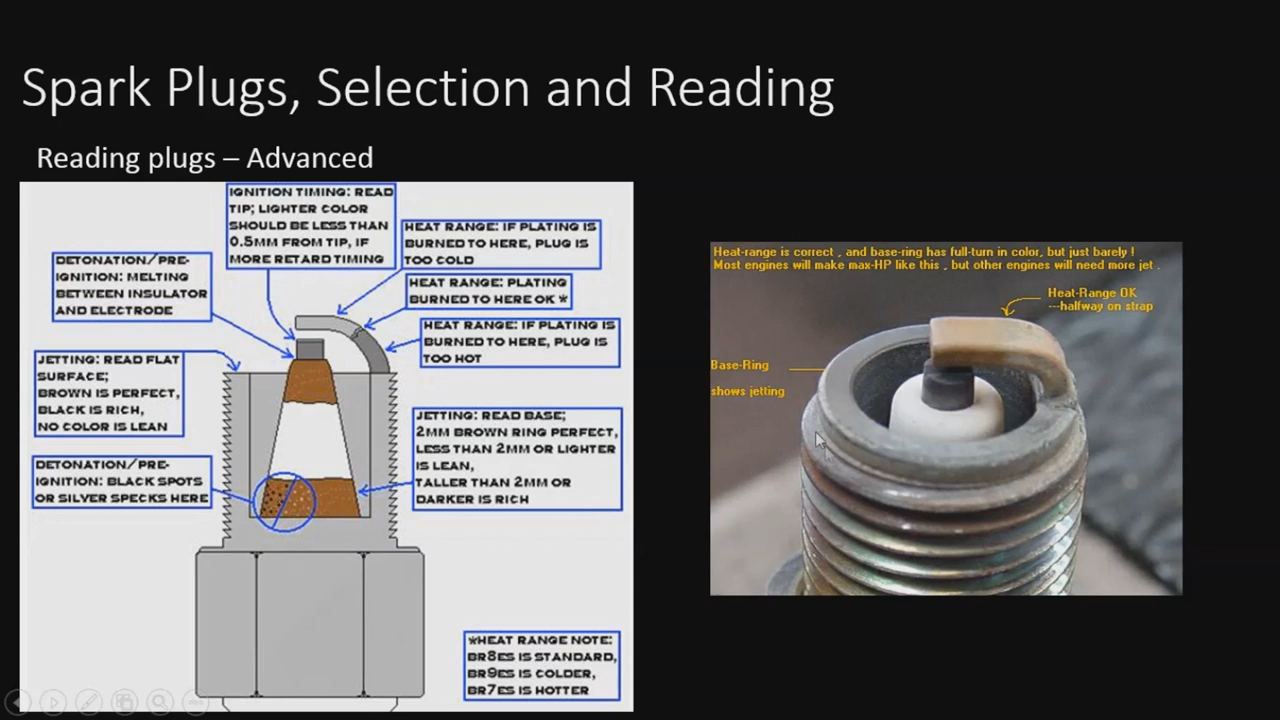 Spark Plugs, Selection and Reading
Reading plugs – Advanced
IGNITION TIMING: READ
TIP; LIGHTER COLOR
SHOULD BE LESS THAN
0.5MM FROM TIP, IF
MORE RETARD TIMING
HEAT RANGE: IF PLATING IS
BURNED TO HERE, PLUG IS
TOO COLD
DETONATION/PRE-
IGNITION: MELTING
BETWEEN INSULATOR
AND ELECTRODE
HEAT RANGE: PLATING
BURNED TO HERE OK *
HEAT RANGE: IF PLATING IS
BURNED TO HERE, PLUG IS
TOO HOT
JETTING: READ FLAT
SURFACE;
BROWN IS PERFECT,
BLACK IS RICH,
NO COLOR IS LEAN
JETTING: READ BASE;
2MM BROWN RING PERFECT,
LESS THAN 2MM OR LIGHTER
IS LEAN,
TALLER THAN 2MM OR
DARKER IS RICH
DETONATION/PRE-
IGNITION: BLACK SPOTS
OR SILVER SPECKS HERE
*HEAT RANGE NOTE:
BR8ES IS STANDARD,
BR9ES IS COLDER,
BR7ES IS HOTTER
Heat-range is correct , and base-ring has full-turn in color, but just barely !
Most engines will make max-HP like this , but other engines will need more jet .
Heat-Range OK
---halfway on strap
Base-Ring
shows jetting